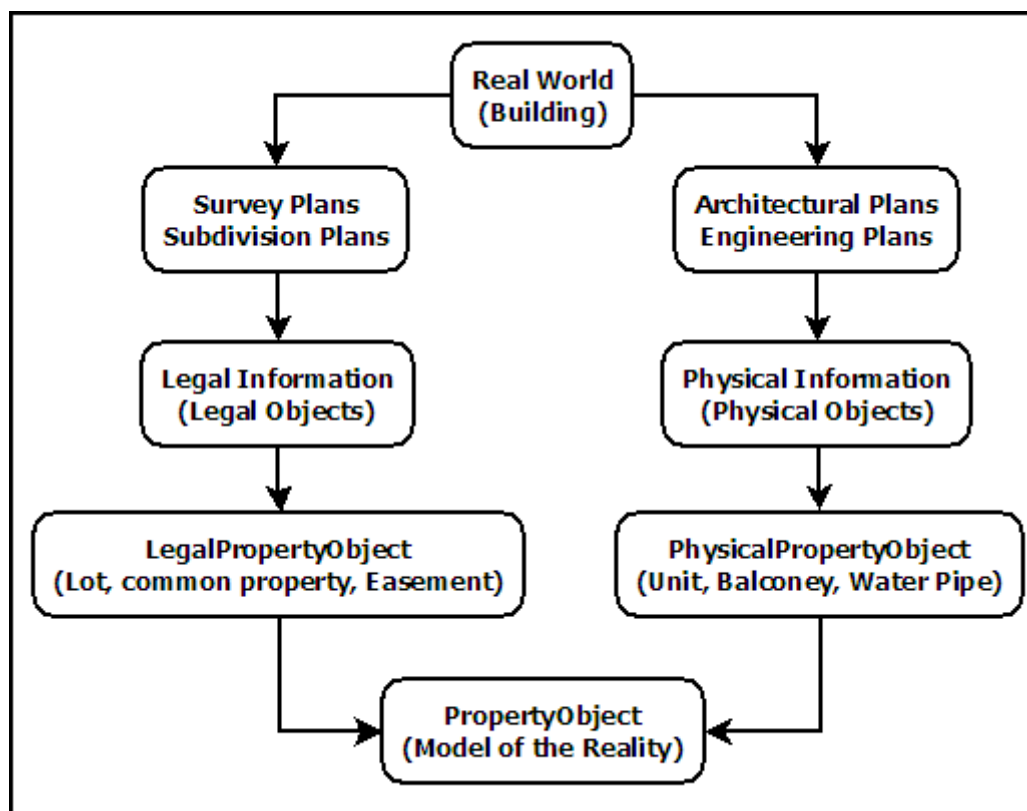 Real World
(Building)
Survey Plans
Subdivision Plans
Architectural Plans
Engineering Plans
Legal Information
(Legal Objects)
Physical Information
(Physical Objects)
LegalPropertyObject
(Lot, common property, Easement)
PhysicalPropertyObject
(Unit, Balconey, Water Pipe)
PropertyObject
(Model of the Reality)